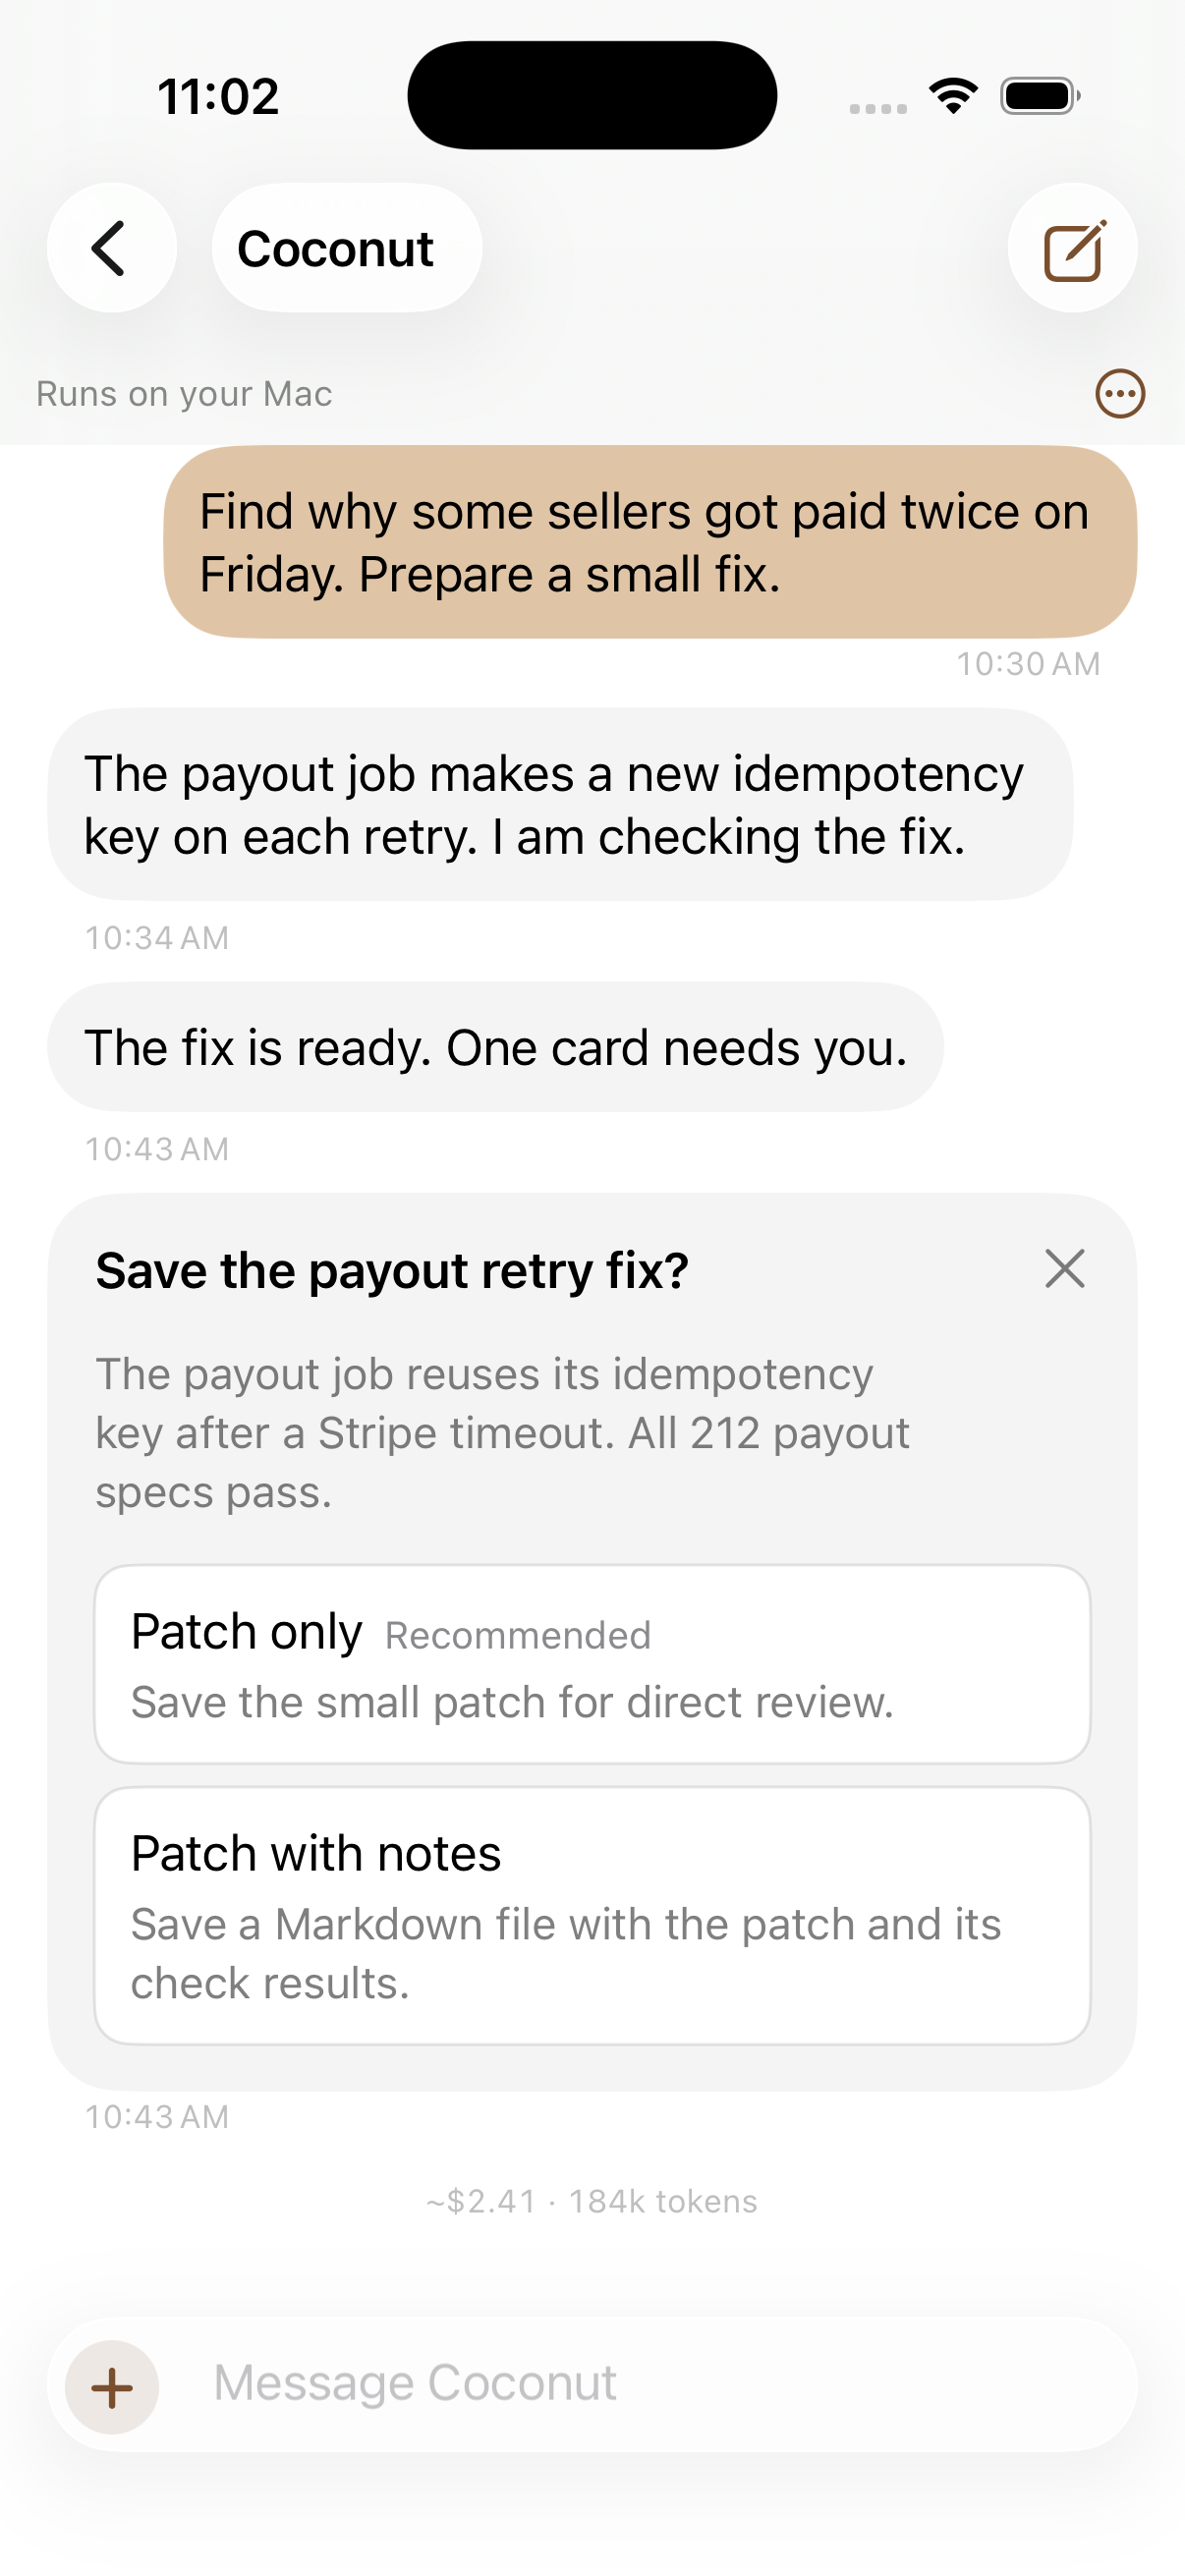 11:02
Coconut
Runs on your Mac
Find why some sellers got paid twice on
Friday. Prepare a small fix.
10:30 AM
The payout job makes a new idempotency
key on each retry. I am checking the fix.
10:34 AM
The fix is ready. One card needs you.
10:43 AM
Save the payout retry fix?
The payout job reuses its idempotency
key after a Stripe timeout. All 212 payout
specs pass.
Patch only Recommended
Save the small patch for direct review.
Patch with notes
Save a Markdown file with the patch and its
check results.
10:43 AM
~$2.41 · 184k tokens
Message Coconut